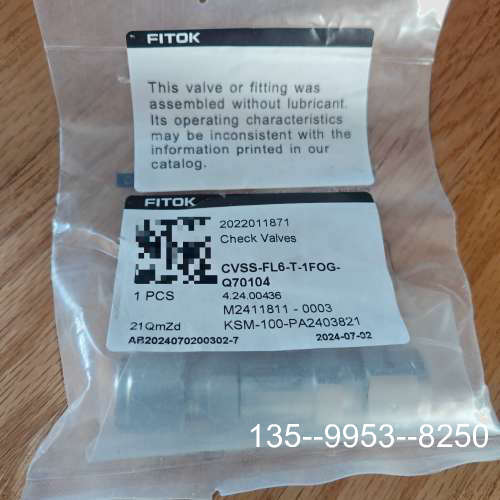 FITOK
This valve or fitting was
assembled without lubricant.
Its operating characteristics
may be inconsistent with the
information printed in our
catalog.
FITOK
2022011871
Check Valves
CVSS-FL6-T-1FOG-
Q70104
1 PCS
4.24.00436
M2411811 - 0003
21QmZd
KSM-100-PA2403821
AB2024070200302-7
2024-07-02
135--9953--8250